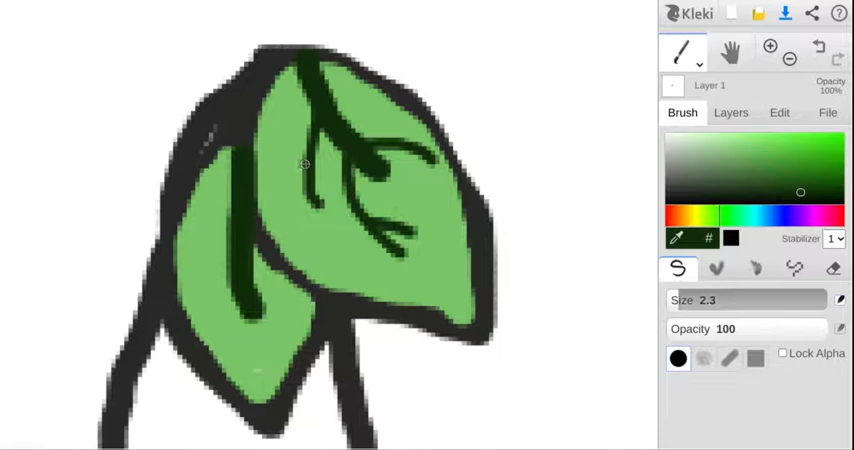 Kleki
Layer 1
Opacity
100%
Brush Layers Edit File
#
Stabilizer 1
Size 2.3
Opacity 100
Lock Alpha